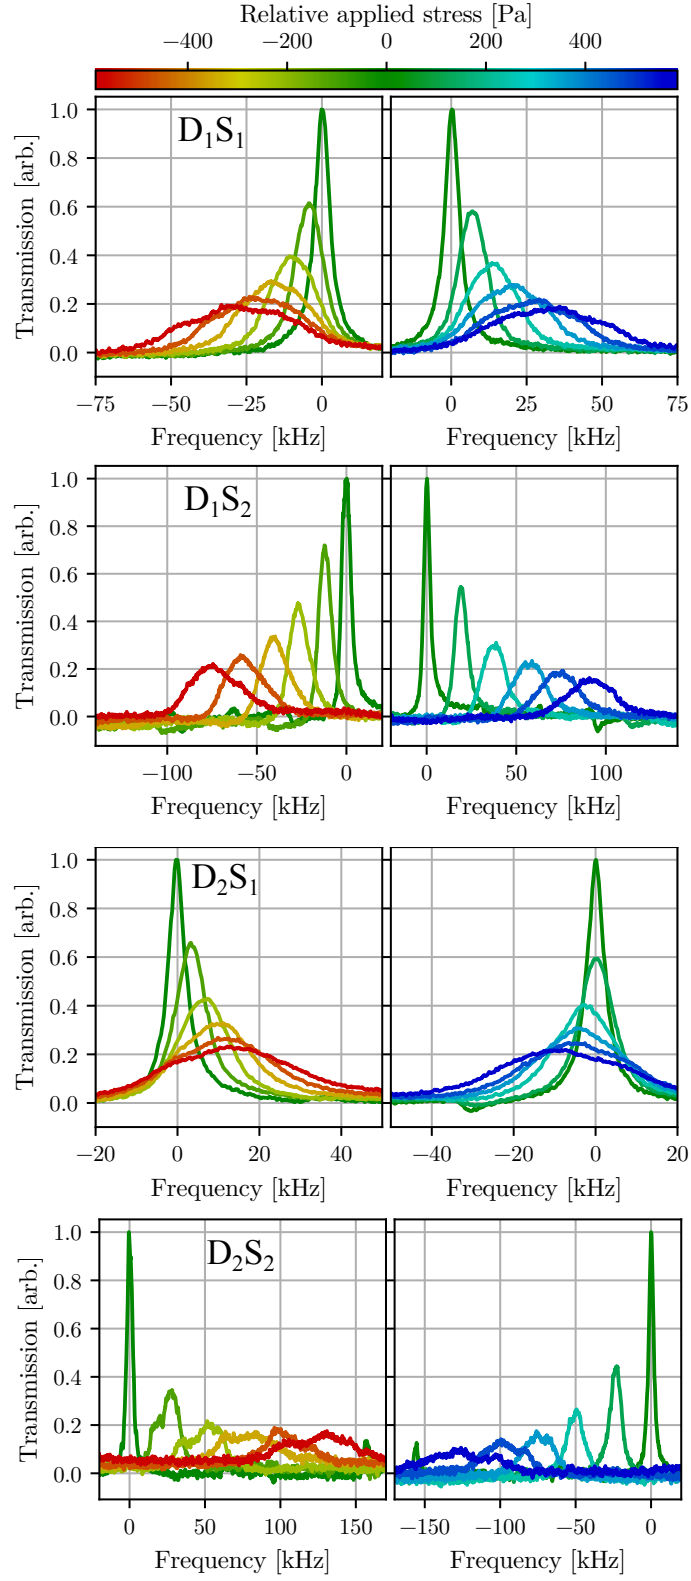 Relative applied stress [Pa]
−400 −200 0 200 400
D1S1
Transmission [arb.]
1.0
0.8
0.6
0.4
0.2
0.0
−75 −50 −25 0
0 25 50 75
Frequency [kHz] Frequency [kHz]
D1S2
Transmission [arb.]
1.0
0.8
0.6
0.4
0.2
0.0
−100 −50 0
0 50 100
Frequency [kHz] Frequency [kHz]
D2S1
Transmission [arb.]
1.0
0.8
0.6
0.4
0.2
0.0
−20 0 20 40
−40 −20 0 20
Frequency [kHz] Frequency [kHz]
D2S2
Transmission [arb.]
1.0
0.8
0.6
0.4
0.2
0.0
0 50 100 150
−150 −100 −50 0
Frequency [kHz] Frequency [kHz]